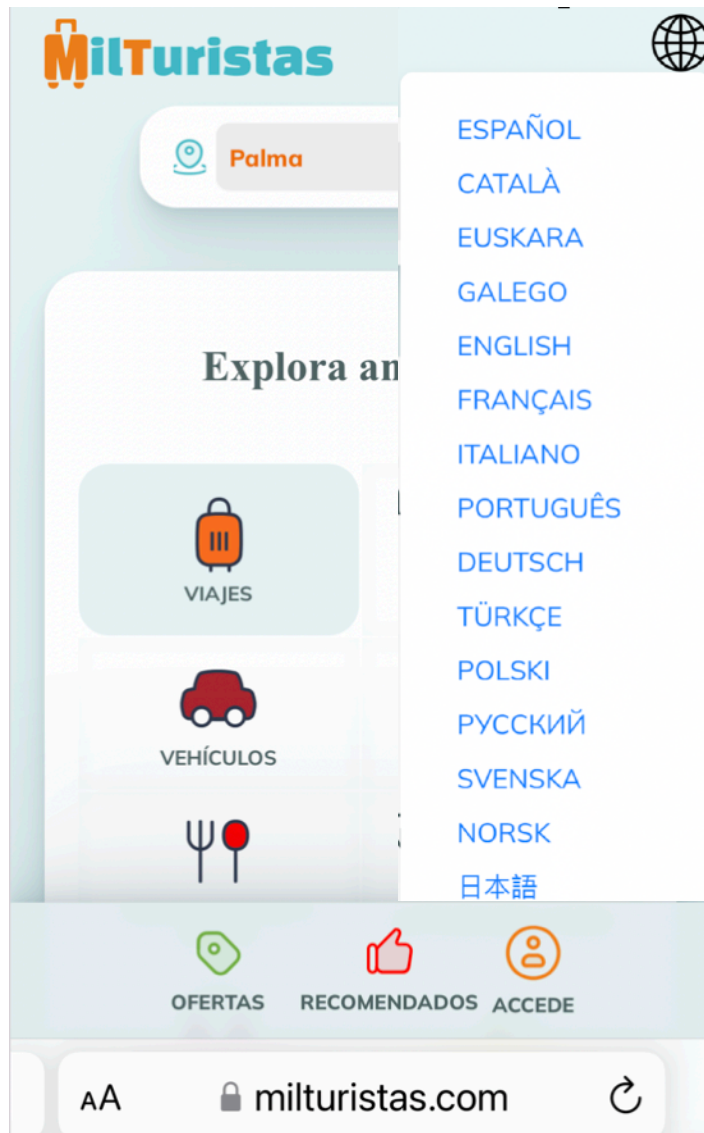 MilTuristas
Palma
ESPAÑOL
CATALÀ
EUSKARA
GALEGO
ENGLISH
FRANÇAIS
ITALIANO
PORTUGUÊS
DEUTSCH
TÜRKÇE
POLSKI
РУССКИЙ
SVENSKA
NORSK
日本語
Explora an
VIAJES
VEHÍCULOS
OFERTAS RECOMENDADOS ACCEDE
AA milturistas.com